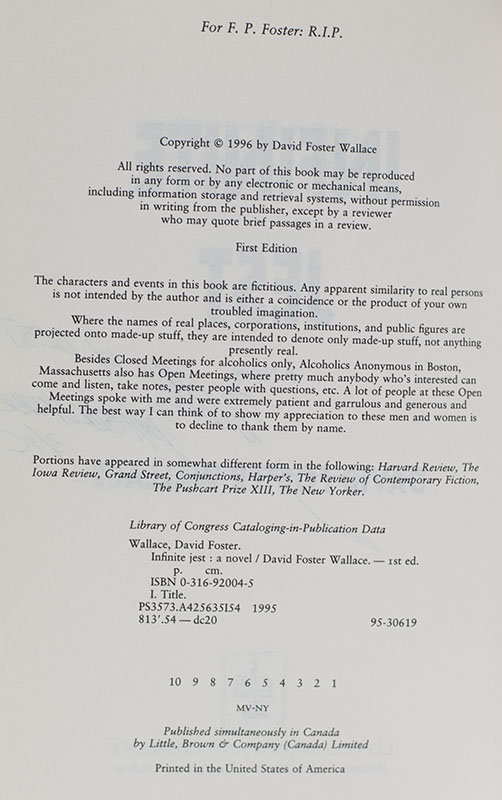 For F. P. Foster: R.I.P.
Copyright © 1996 by David Foster Wallace
All rights reserved. No part of this book may be reproduced
in any form or by any electronic or mechanical means,
including information storage and retrieval systems, without permission
in writing from the publisher, except by a reviewer
who may quote brief passages in a review.
First Edition
The characters and events in this book are fictitious. Any apparent similarity to real persons
is not intended by the author and is either a coincidence or the product of your own
troubled imagination.
Where the names of real places, corporations, institutions, and public figures are
projected onto made-up stuff, they are intended to denote only made-up stuff, not anything
presently real.
Besides Closed Meetings for alcoholics only, Alcoholics Anonymous in Boston,
Massachusetts also has Open Meetings, where pretty much anybody who's interested can
come and listen, take notes, pester people with questions, etc. A lot of people at these Open
Meetings spoke with me and were extremely patient and garrulous and generous and
helpful. The best way I can think of to show my appreciation to these men and women is
to decline to thank them by name.
Portions have appeared in somewhat different form in the following: Harvard Review, The
Iowa Review, Grand Street, Conjunctions, Harper's, The Review of Contemporary Fiction,
The Pushcart Prize XIII, The New Yorker.
Library of Congress Cataloging-in-Publication Data
Wallace, David Foster.
Infinite jest : a novel / David Foster Wallace. — 1st ed.
p. cm.
ISBN 0-316-92004-5
I. Title.
PS3573.A425635I54 1995
813'.54 — dc20 95-30619
10 9 8 7 6 5 4 3 2 1
MV-NY
Published simultaneously in Canada
by Little, Brown & Company (Canada) Limited
Printed in the United States of America